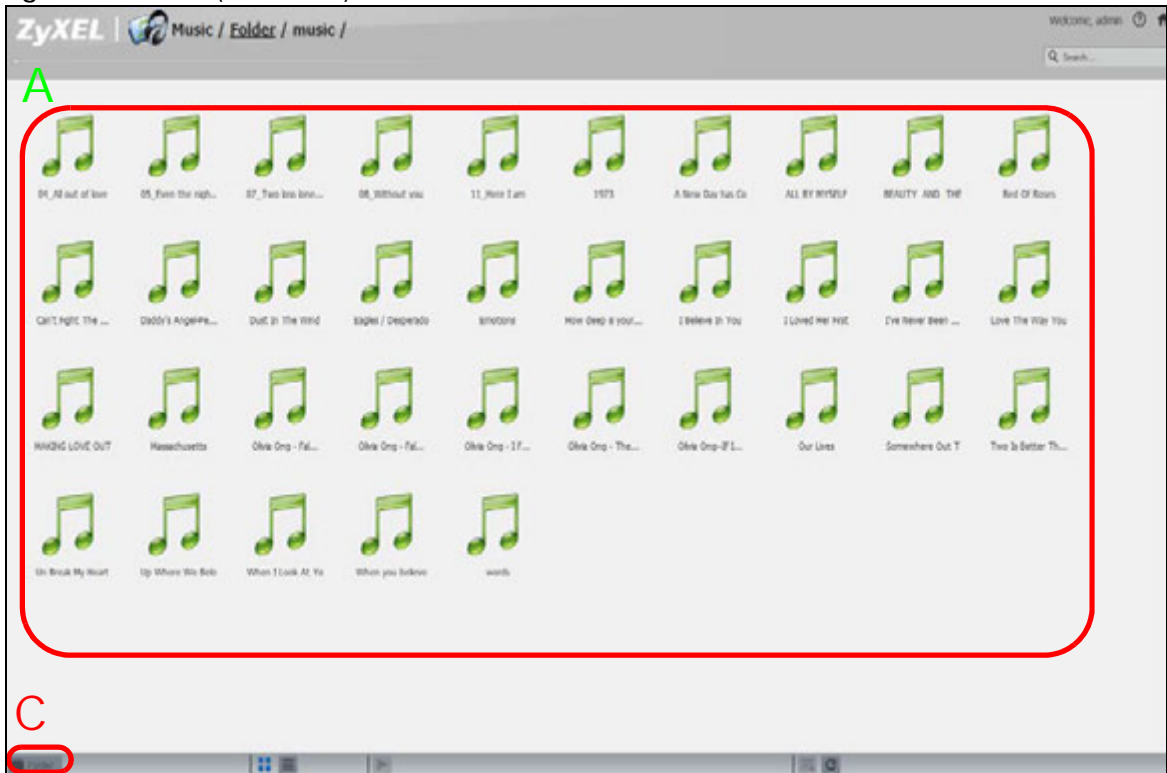 ZyXEL
Music / Folder / music /
Welcome, admin
Search...
A
04_All out of love
05_Even the nigh...
07_Two less lone...
08_Without you
11_Here I am
1973
A New Day has Co
ALL BY MYSELF
BEAUTY AND THE
Bed Of Roses
Can't Fight The ...
Daddy's Angel-Pe...
Dust In The Wind
Eagles / Desperado
Emotions
How deep is your...
I Believe In You
I Loved Her First
I've Never Been ...
Love The Way You
MAKING LOVE OUT
Massachusetts
Olivia Ong - Fal...
Olivia Ong - Fal...
Olivia Ong - I f...
Olivia Ong - The...
Olivia Ong-If I...
Our Lives
Somewhere Out T
Two Is Better Th...
Un Break My Heart
Up Where We Belo
When I Look At Yo
When you believe
words
C
Folder